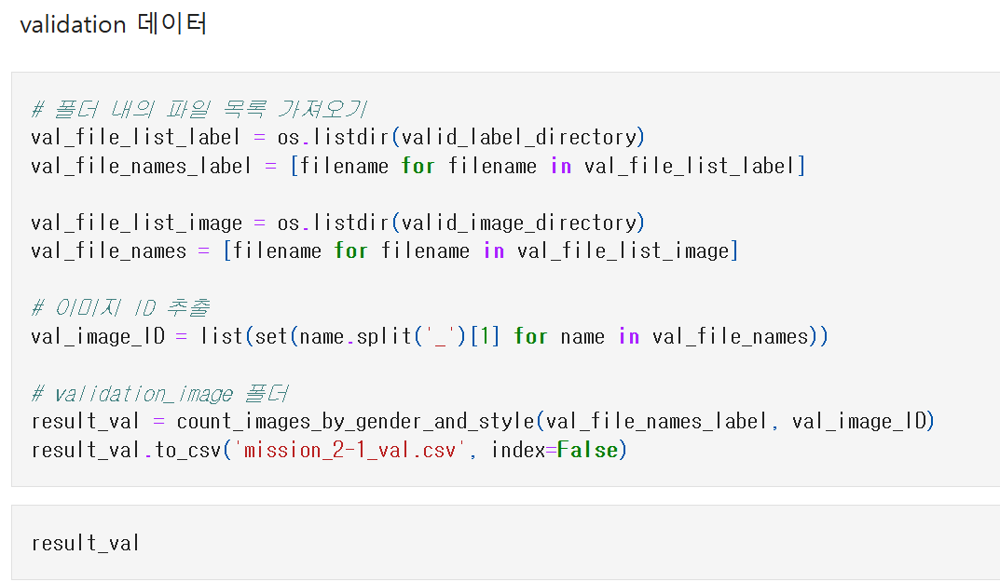 validation 데이터
# 폴더 내의 파일 목록 가져오기
val_file_list_label = os.listdir(valid_label_directory)
val_file_names_label = [filename for filename in val_file_list_label]
val_file_list_image = os.listdir(valid_image_directory)
val_file_names = [filename for filename in val_file_list_image]
# 이미지 ID 추출
val_image_ID = list(set(name.split('_')[1] for name in val_file_names))
# validation_image 폴더
result_val = count_images_by_gender_and_style(val_file_names_label, val_image_ID)
result_val.to_csv('mission_2-1_val.csv', index=False)
result_val